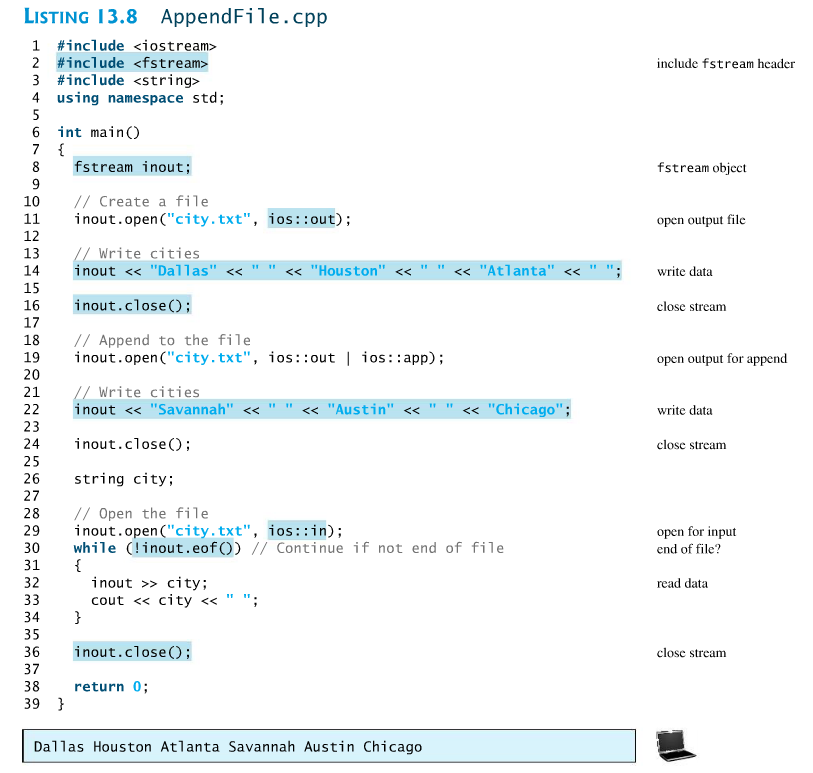 LISTING 13.8 AppendFile.cpp
1 #include <iostream>
2 #include <fstream> include fstream header
3 #include <string>
4 using namespace std;
5
6 int main()
7 {
8 fstream inout; fstream object
9
10 // Create a file
11 inout.open("city.txt", ios::out); open output file
12
13 // Write cities
14 inout << "Dallas" << " " << "Houston" << " " << "Atlanta" << " "; write data
15
16 inout.close(); close stream
17
18 // Append to the file
19 inout.open("city.txt", ios::out | ios::app); open output for append
20
21 // Write cities
22 inout << "Savannah" << " " << "Austin" << " " << "Chicago"; write data
23
24 inout.close(); close stream
25
26 string city;
27
28 // Open the file
29 inout.open("city.txt", ios::in); open for input
30 while (!inout.eof()) // Continue if not end of file end of file?
31 {
32 inout >> city; read data
33 cout << city << " ";
34 }
35
36 inout.close(); close stream
37
38 return 0;
39 }
Dallas Houston Atlanta Savannah Austin Chicago